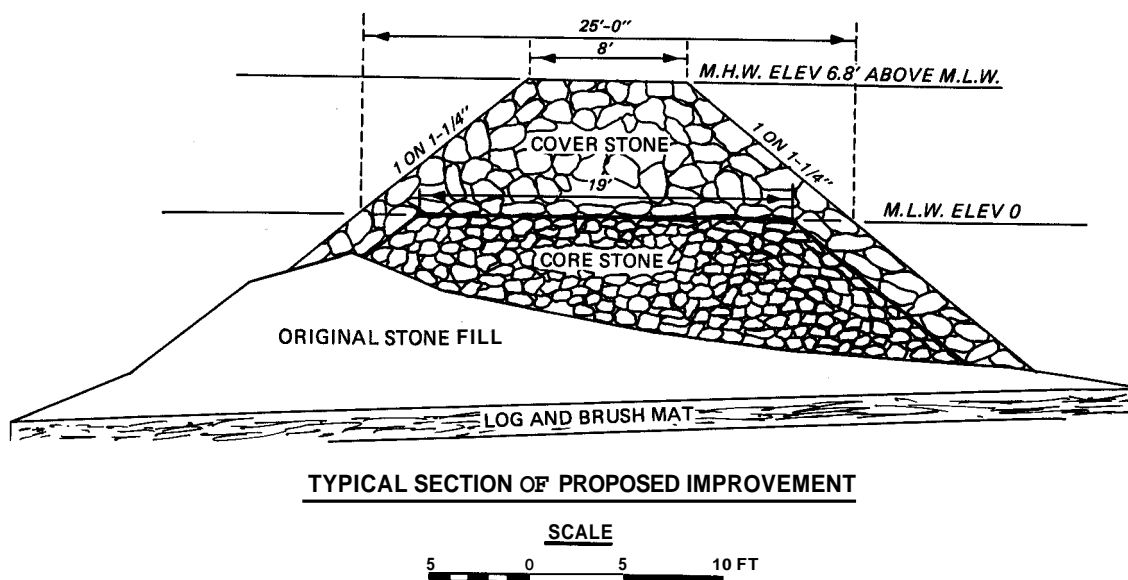 25'-0"
8'
M.H.W. ELEV 6.8' ABOVE M.L.W.
1 ON 1-1/4"
1 ON 1-1/4"
COVER STONE
19'
M.L.W. ELEV 0
CORE STONE
ORIGINAL STONE FILL
LOG AND BRUSH MAT
TYPICAL SECTION OF PROPOSED IMPROVEMENT
SCALE
5 0 5 10 FT